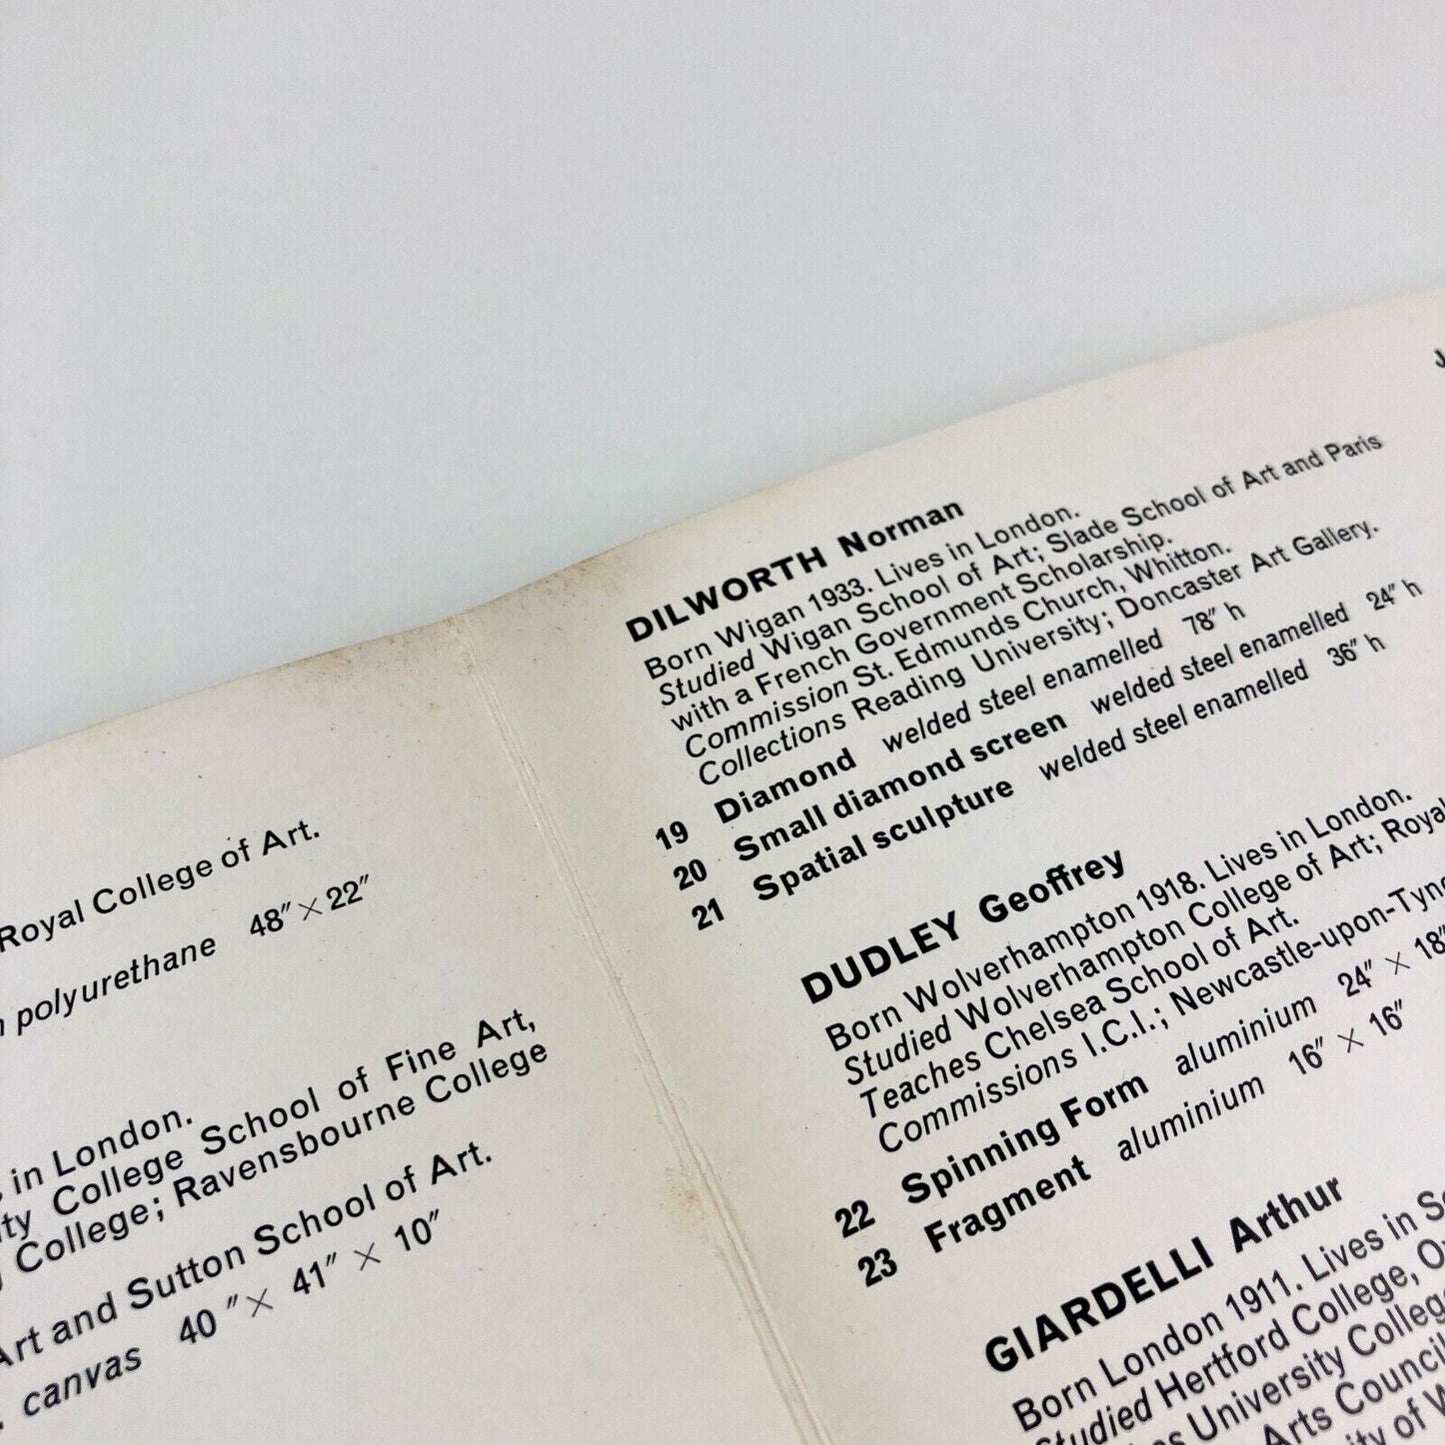 Royal College of Art.
polyurethane 48″ × 22″
in London.
College School of Fine Art,
College; Ravensbourne College
Art and Sutton School of Art.
canvas 40 ″ × 41″ × 10″
DILWORTH Norman
Born Wigan 1933. Lives in London.
Studied Wigan School of Art; Slade School of Art and Paris
with a French Government Scholarship.
Commission St. Edmunds Church, Whitton.
Collections Reading University; Doncaster Art Gallery.
19 Diamond welded steel enamelled 78″ h
20 Small diamond screen welded steel enamelled 24″ h
21 Spatial sculpture welded steel enamelled 36″ h
DUDLEY Geoffrey
Born Wolverhampton 1918. Lives in London.
Studied Wolverhampton College of Art; Royal
Teaches Chelsea School of Art.
Commissions I.C.I.; Newcastle-upon-Tyne
22 Spinning Form aluminium 24″ × 18″
23 Fragment aluminium 16″ × 16″
GIARDELLI Arthur
Born London 1911. Lives in
Studied Hertford College,
University College
Arts Council
of